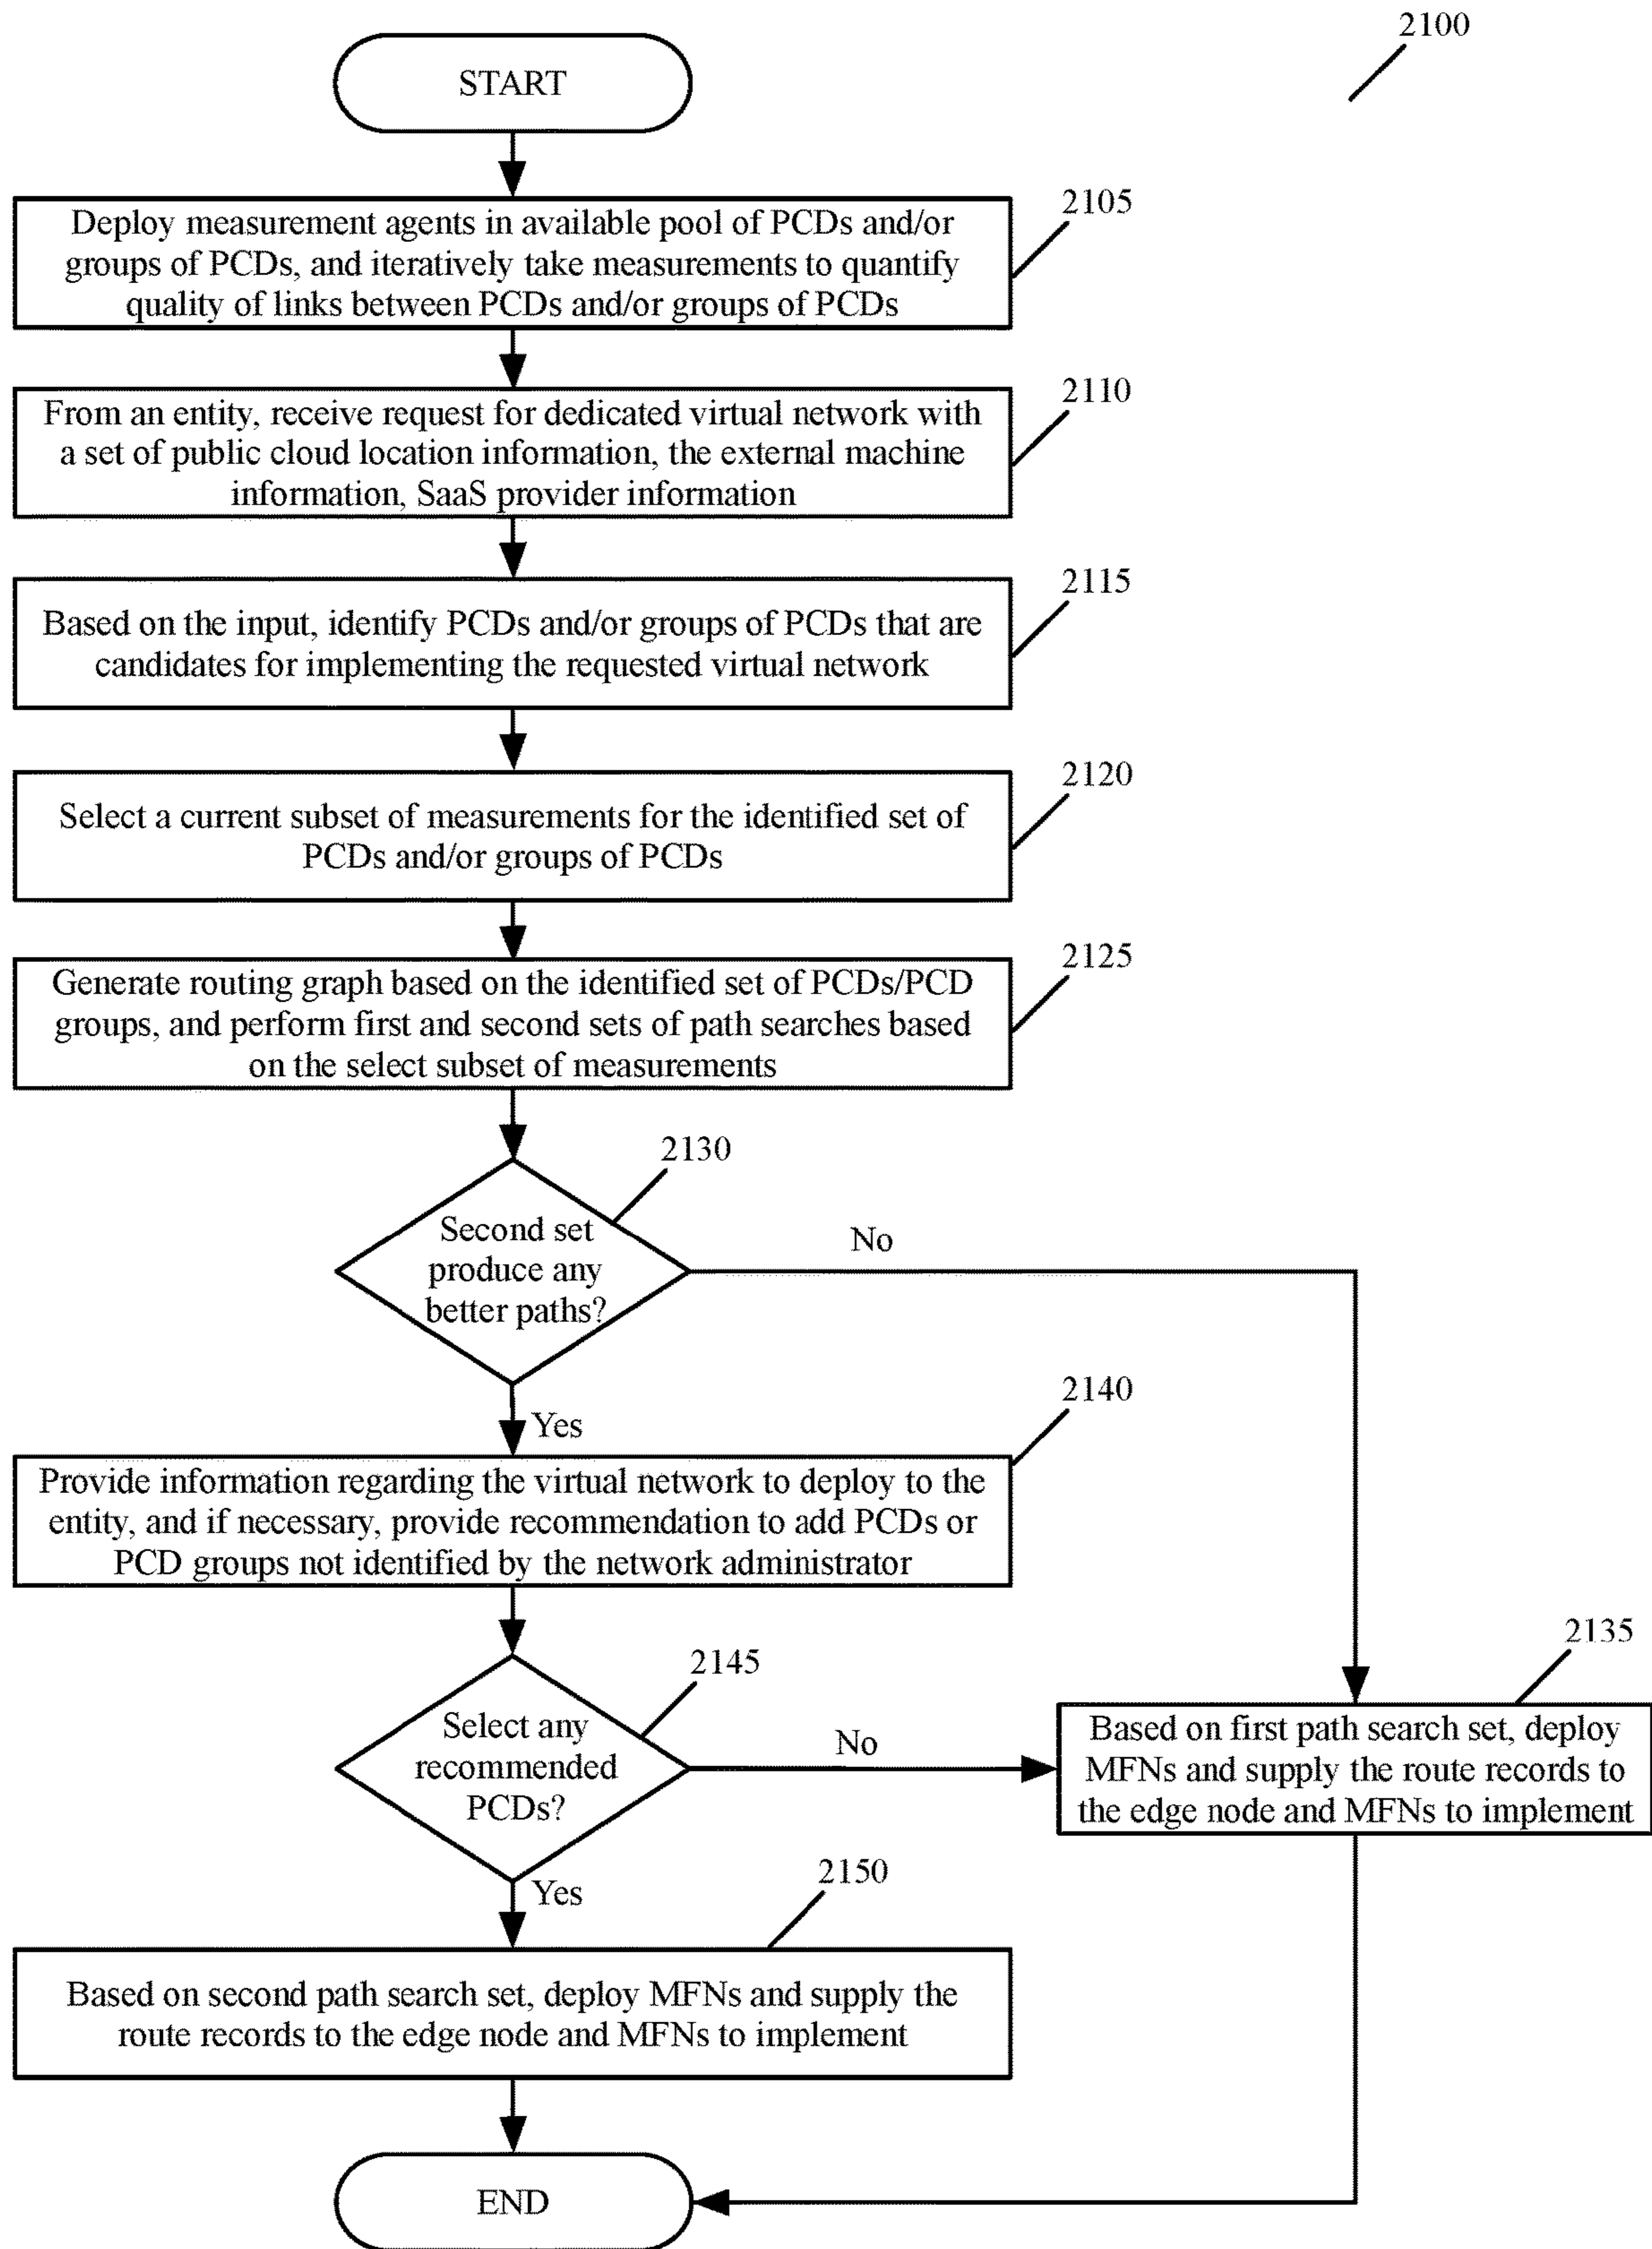 2100
START
2105
Deploy measurement agents in available pool of PCDs and/or
groups of PCDs, and iteratively take measurements to quantify
quality of links between PCDs and/or groups of PCDs
2110
From an entity, receive request for dedicated virtual network with
a set of public cloud location information, the external machine
information, SaaS provider information
2115
Based on the input, identify PCDs and/or groups of PCDs that are
candidates for implementing the requested virtual network
2120
Select a current subset of measurements for the identified set of
PCDs and/or groups of PCDs
2125
Generate routing graph based on the identified set of PCDs/PCD
groups, and perform first and second sets of path searches based
on the select subset of measurements
2130
Second set
produce any
better paths?
No
Yes
2140
Provide information regarding the virtual network to deploy to the
entity, and if necessary, provide recommendation to add PCDs or
PCD groups not identified by the network administrator
2145
Select any
recommended
PCDs?
No
2135
Based on first path search set, deploy
MFNs and supply the route records to
the edge node and MFNs to implement
Yes
2150
Based on second path search set, deploy MFNs and supply the
route records to the edge node and MFNs to implement
END